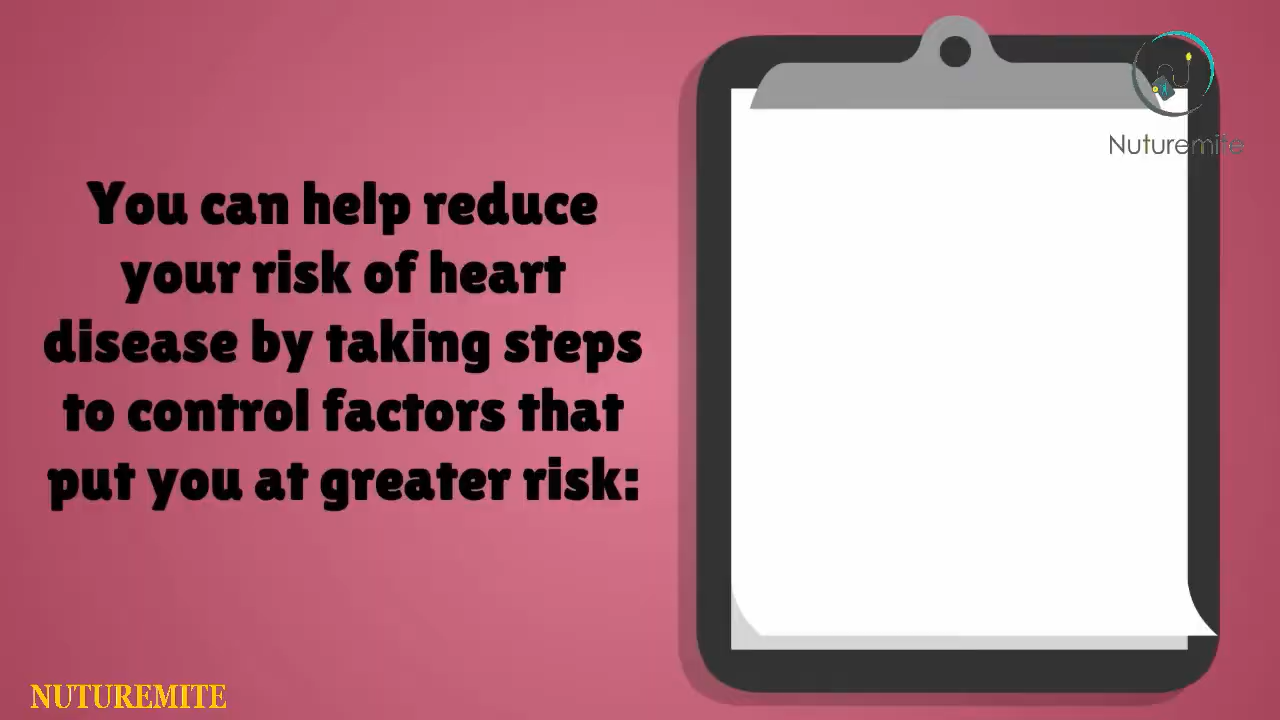 You can help reduce
your risk of heart
disease by taking steps
to control factors that
put you at greater risk:
Nuturemite
NUTUREMITE